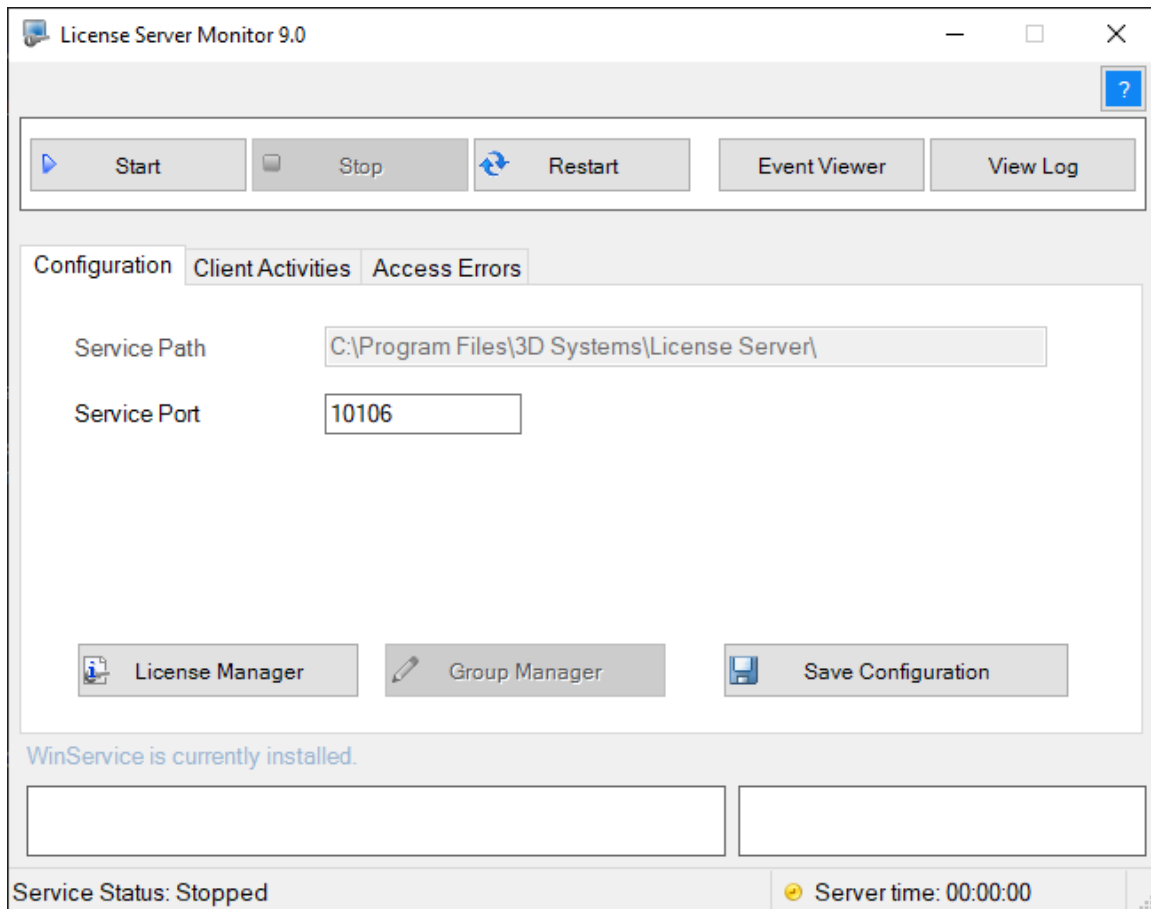 License Server Monitor 9.0
?
Start Stop Restart Event Viewer View Log
Configuration Client Activities Access Errors
Service Path C:\Program Files\3D Systems\License Server\
Service Port 10106
License Manager Group Manager Save Configuration
WinService is currently installed.
Service Status: Stopped Server time: 00:00:00